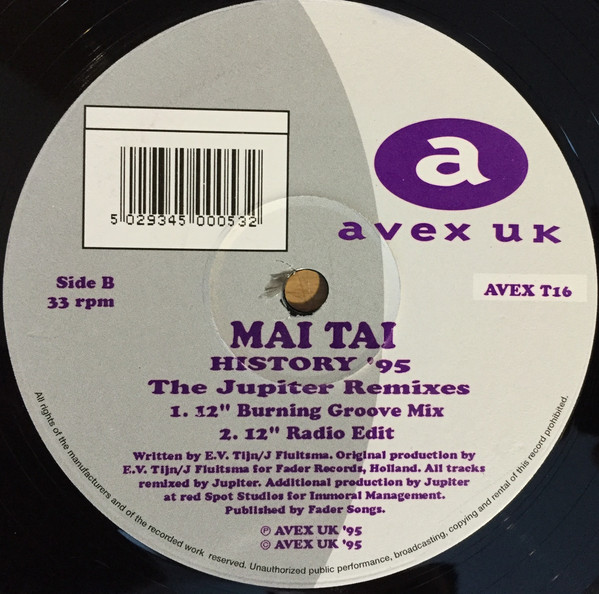 5 029345 000532
a
avex uk
Side B
33 rpm
AVEX T16
MAI TAI
HISTORY '95
The Jupiter Remixes
1. 12" Burning Groove Mix
2. 12" Radio Edit
Written by E.V. Tijn/J Fluitsma. Original production by
E.V. Tijn/J Fluitsma for Fader Records, Holland. All tracks
remixed by Jupiter. Additional production by Jupiter
at red Spot Studios for Immoral Management.
Published by Fader Songs.
℗ AVEX UK '95
© AVEX UK '95
All rights of the manufacturers and of the recorded work reserved. Unauthorized public performance, broadcasting, copying and rental of this record prohibited.